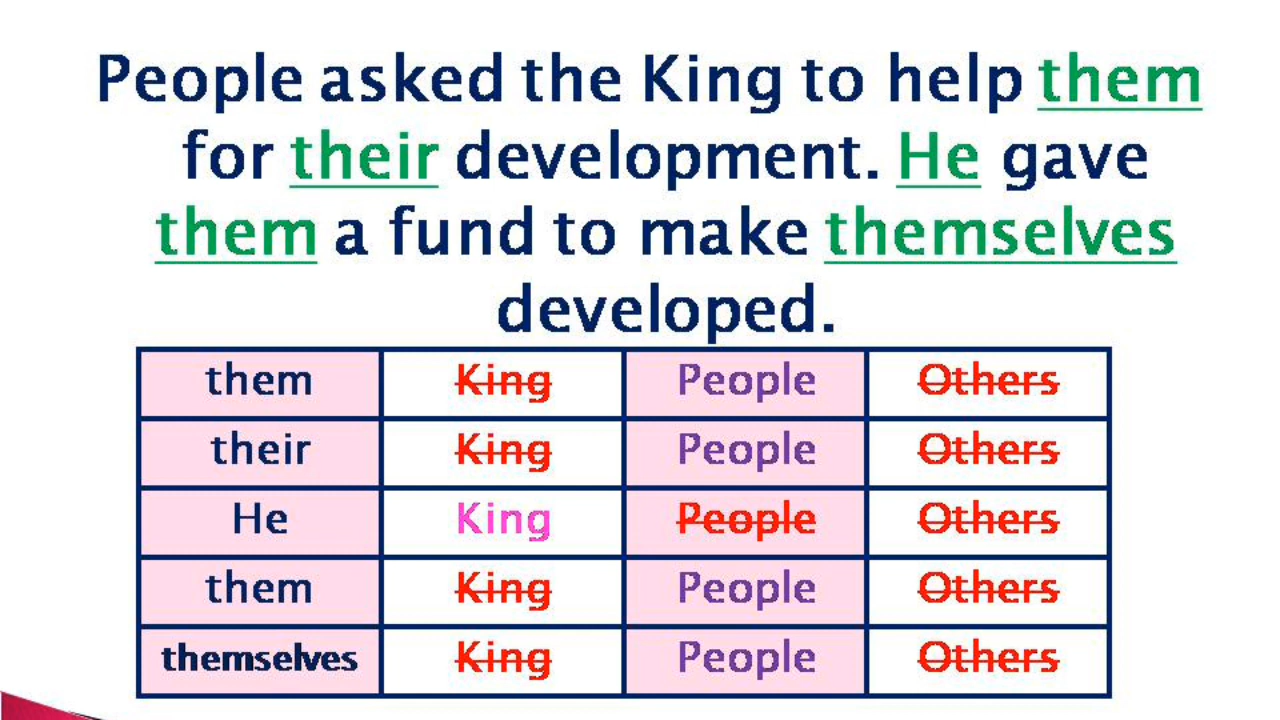 People asked the King to help them
for their development. He gave
them a fund to make themselves
developed.
them King People Others
their King People Others
He King People Others
them King People Others
themselves King People Others